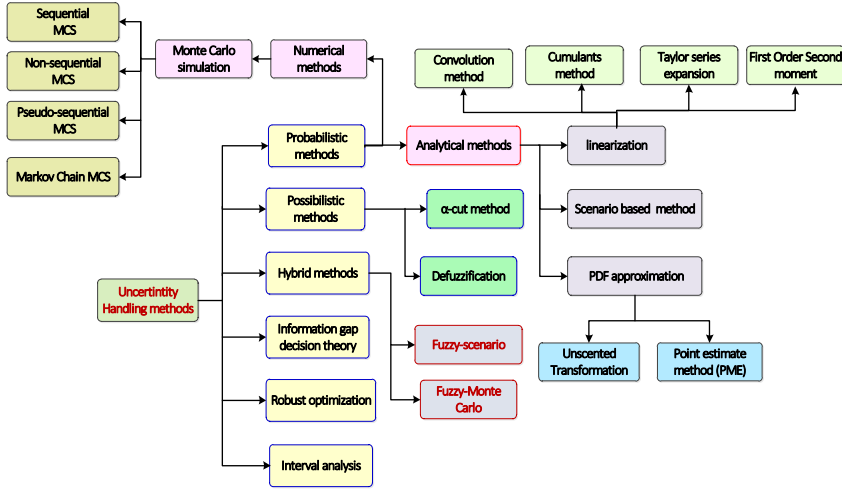 Sequential
MCS
Non-sequential
MCS
Pseudo-sequential
MCS
Markov Chain MCS
Monte Carlo
simulation
Numerical
methods
Convolution
method
Cumulants
method
Taylor series
expansion
First Order Second
moment
Probabilistic
methods
Analytical methods
linearization
Possibilistic
methods
α-cut method
Scenario based method
Hybrid methods
Defuzzification
PDF approximation
Uncertintity
Handling methods
Information gap
decision theory
Fuzzy-scenario
Unscented
Transformation
Point estimate
method (PME)
Robust optimization
Fuzzy-Monte
Carlo
Interval analysis